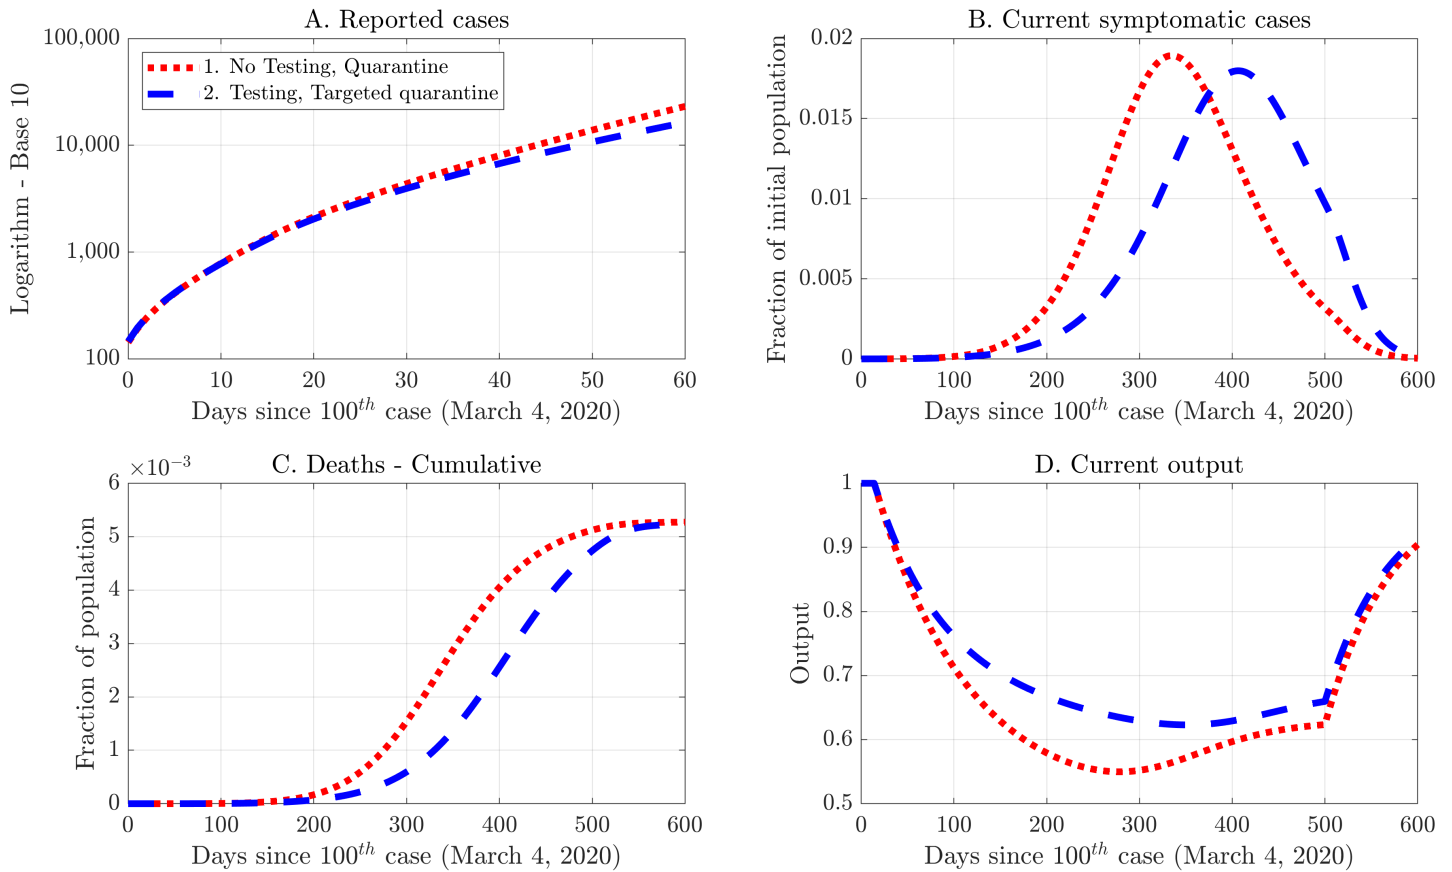 A. Reported cases
100,000
10,000
1,000
100
Logarithm - Base 10
1. No Testing, Quarantine
2. Testing, Targeted quarantine
0 10 20 30 40 50 60
Days since 100th case (March 4, 2020)
B. Current symptomatic cases
0.02
0.015
0.01
0.005
0
Fraction of initial population
0 100 200 300 400 500 600
Days since 100th case (March 4, 2020)
C. Deaths - Cumulative
×10−3
6
5
4
3
2
1
0
Fraction of population
0 100 200 300 400 500 600
Days since 100th case (March 4, 2020)
D. Current output
1
0.9
0.8
0.7
0.6
0.5
Output
0 100 200 300 400 500 600
Days since 100th case (March 4, 2020)